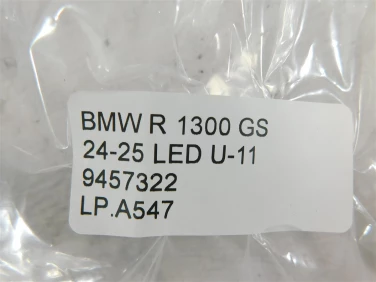 BMW R 1300 GS
24-25 LED U-11
9457322
LP.A547